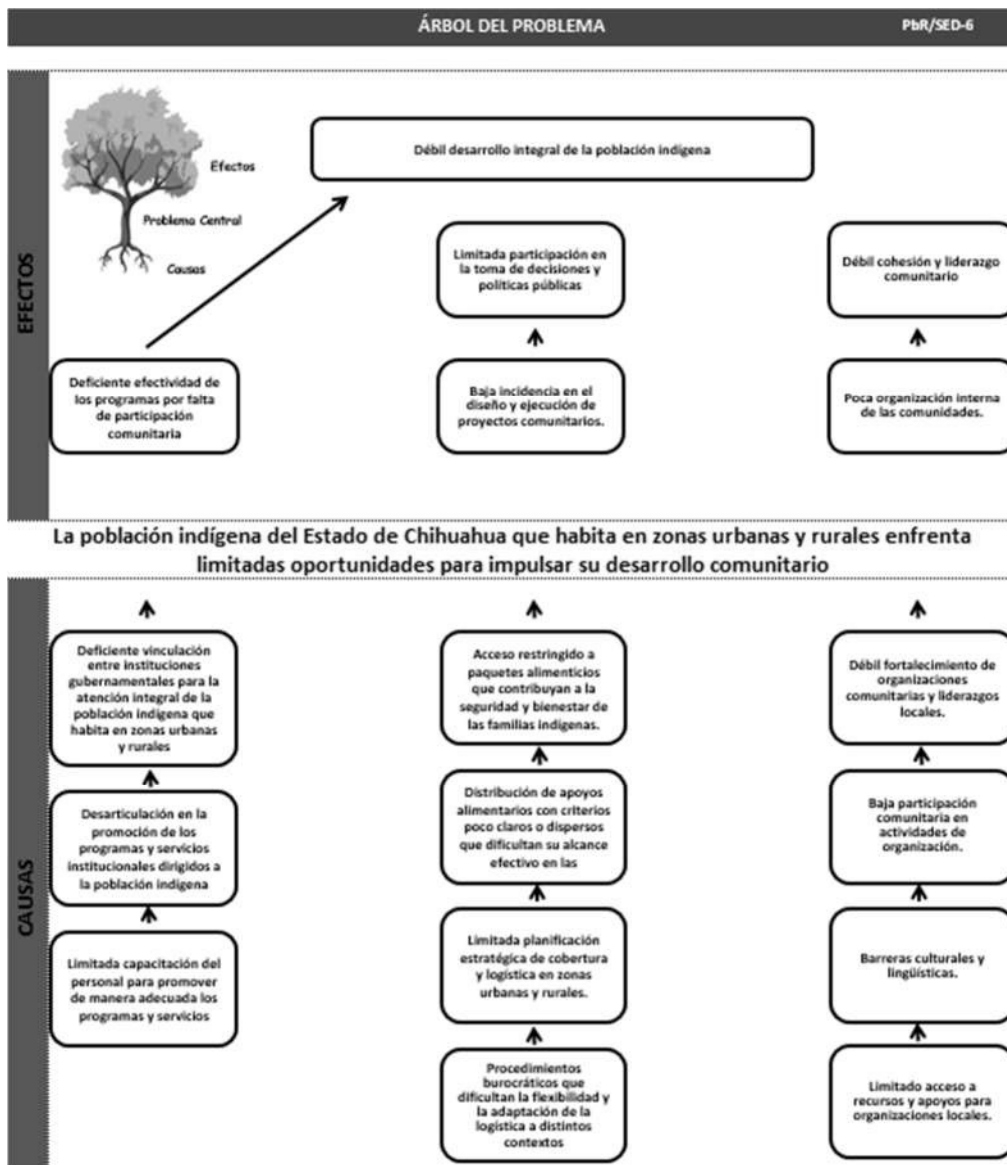 ÁRBOL DEL PROBLEMA
PbR/SED-6
EFECTOS
Efectos
Problema Central
Causas
Débil desarrollo integral de la población indígena
Limitada participación en
la toma de decisiones y
políticas públicas
Débil cohesión y liderazgo
comunitario
Deficiente efectividad de
los programas por falta
de participación
comunitaria
Baja incidencia en el
diseño y ejecución de
proyectos comunitarios.
Poca organización interna
de las comunidades.
La población indígena del Estado de Chihuahua que habita en zonas urbanas y rurales enfrenta
limitadas oportunidades para impulsar su desarrollo comunitario
CAUSAS
Deficiente vinculación
entre instituciones
gubernamentales para la
atención integral de la
población indígena que
habita en zonas urbanas
y rurales
Acceso restringido a
paquetes alimenticios
que contribuyan a la
seguridad y bienestar de
las familias indígenas.
Débil fortalecimiento de
organizaciones
comunitarias y liderazgos
locales.
Desarticulación en la
promoción de los
programas y servicios
institucionales dirigidos a
la población indígena
Distribución de apoyos
alimentarios con criterios
poco claros o dispersos
que dificultan su alcance
efectivo en las
Baja participación
comunitaria en
actividades de
organización.
Limitada capacitación del
personal para promover
de manera adecuada los
programas y servicios
Limitada planificación
estratégica de cobertura
y logística en zonas
urbanas y rurales.
Barreras culturales y
lingüísticas.
Procedimientos
burocráticos que
dificultan la flexibilidad y
la adaptación de la
logística a distintos
contextos
Limitado acceso a
recursos y apoyos para
organizaciones locales.